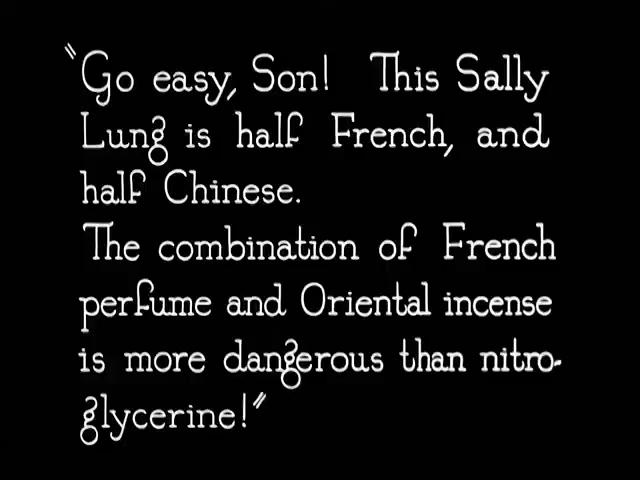 "Go easy, Son! This Sally
Lung is half French, and
half Chinese.
The combination of French
perfume and Oriental incense
is more dangerous than nitro-
glycerine!"